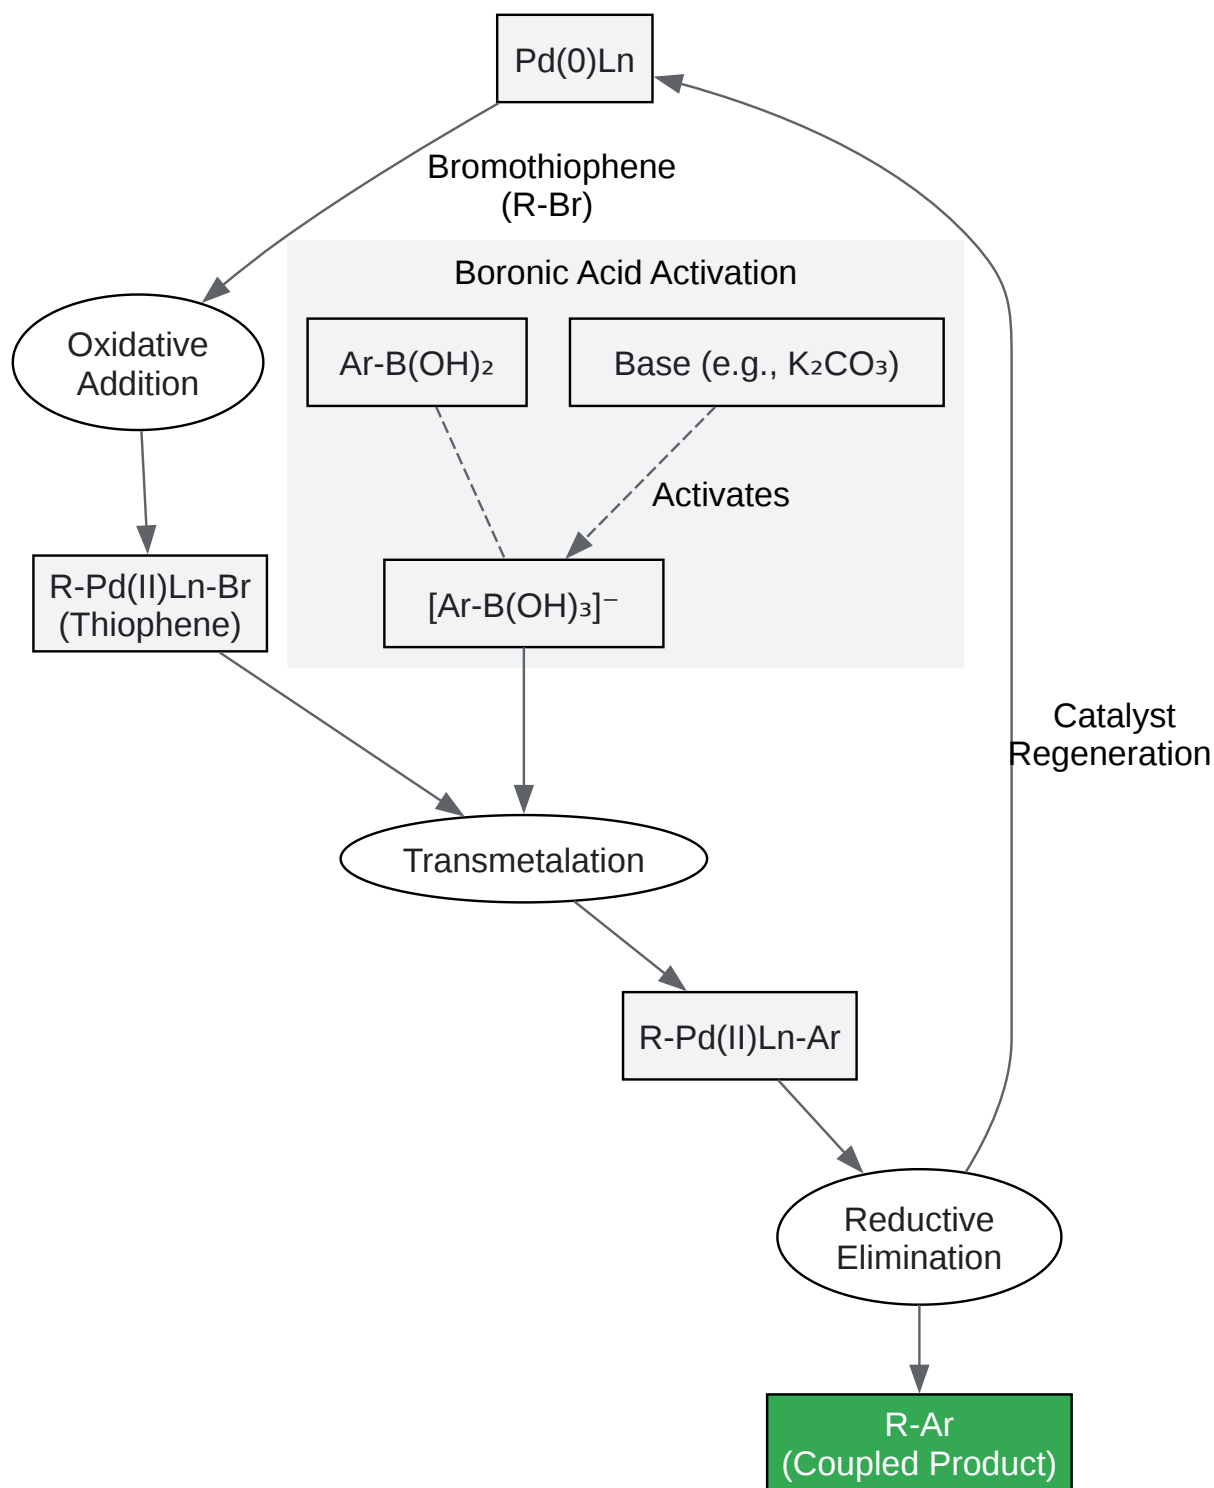 Pd(0)Ln
Bromothiophene
(R-Br)
Boronic Acid Activation
Oxidative
Addition
Ar-B(OH)₂
Base (e.g., K₂CO₃)
Activates
R-Pd(II)Ln-Br
(Thiophene)
[Ar-B(OH)₃]⁻
Catalyst
Regeneration
Transmetalation
R-Pd(II)Ln-Ar
Reductive
Elimination
R-Ar
(Coupled Product)